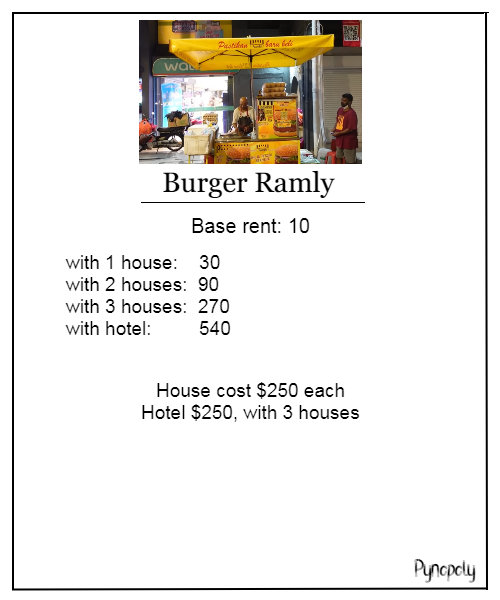 Pastikan baru beli
Burger Ramly
Base rent: 10
with 1 house: 30
with 2 houses: 90
with 3 houses: 270
with hotel: 540
House cost $250 each
Hotel $250, with 3 houses
Pynopoly